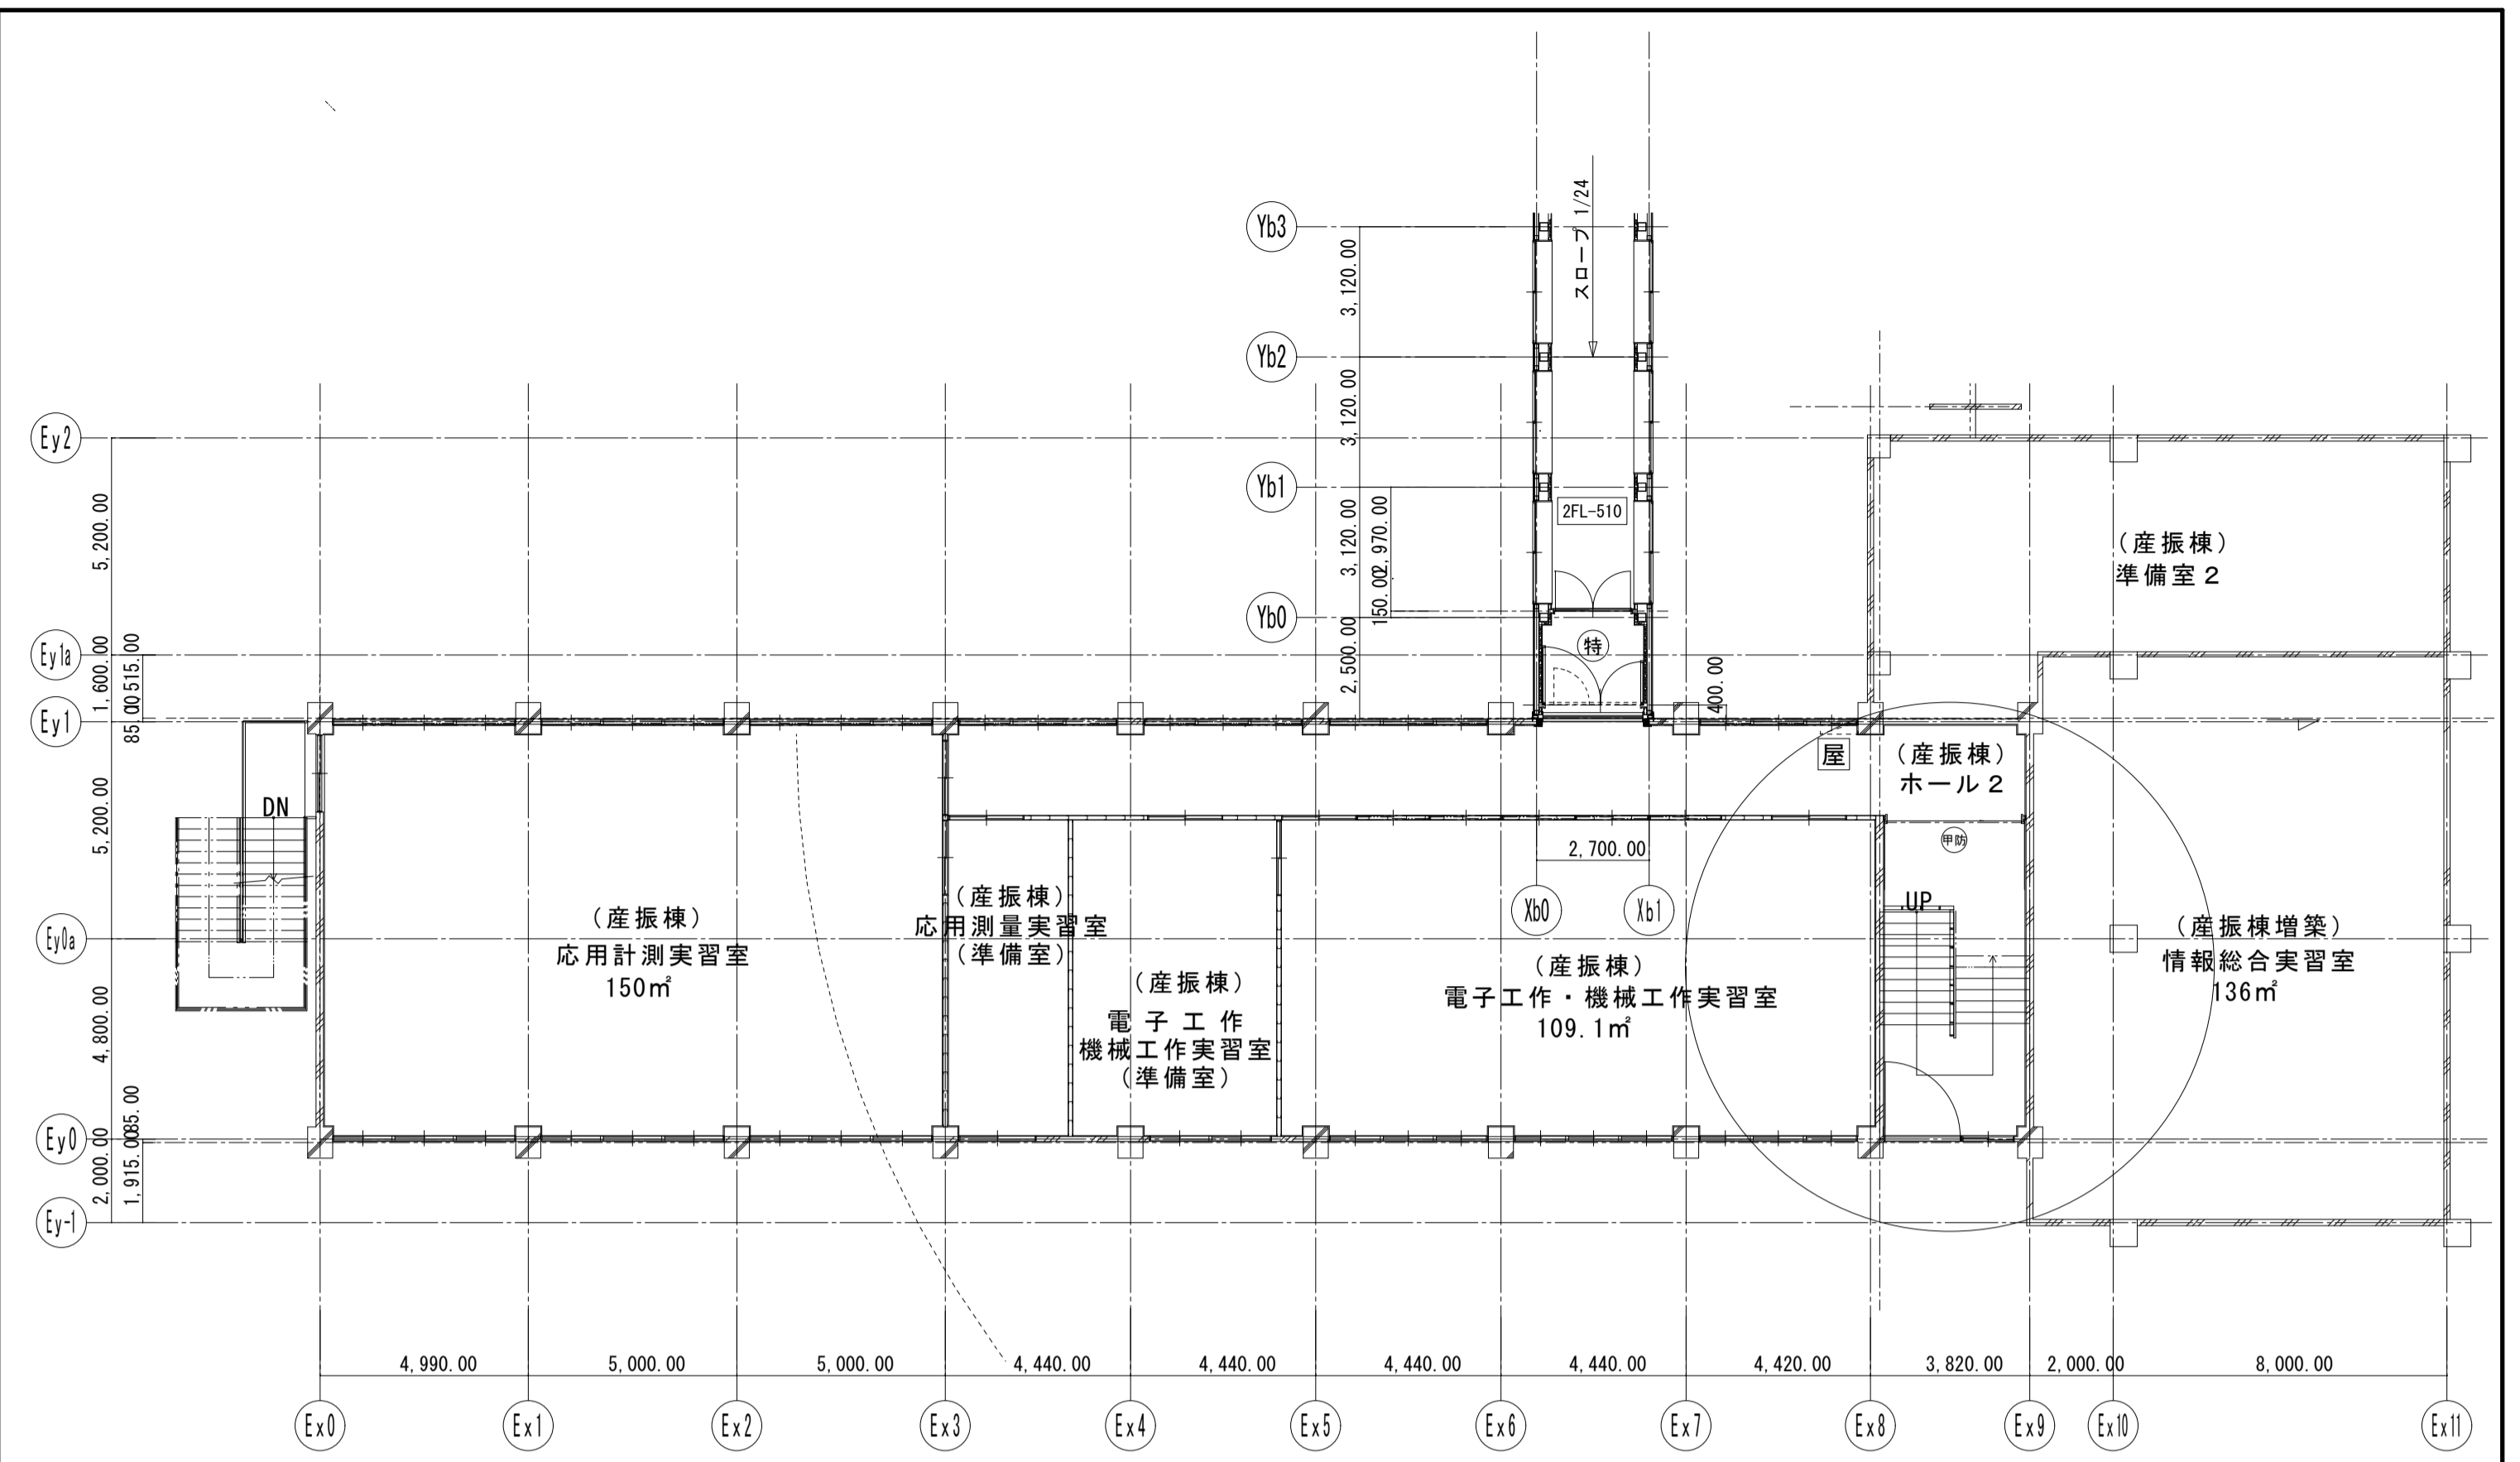 Yb3
3,120.00
スロープ 1/24
Yb2
3,120.00
Ey2
Yb1
2FL-510
5,200.00
3,120.00
2,970.00
150.00
（産振棟）
準備室２
Yb0
特
2,500.00
400.00
Ey1a
1,600.00
1,515.00
85.00
Ey1
屋
（産振棟）
ホール２
DN
5,200.00
甲防
2,700.00
Xb0
Xb1
UP
（産振棟）
応用計測実習室
150㎡
（産振棟）
応用測量実習室
（準備室）
（産振棟）
電子工作
機械工作実習室
（準備室）
（産振棟）
電子工作・機械工作実習室
109.1㎡
（産振棟増築）
情報総合実習室
136㎡
Ey0a
4,800.00
85.00
Ey0
2,000.00
1,915.00
Ey-1
4,990.00
5,000.00
5,000.00
4,440.00
4,440.00
4,440.00
4,440.00
4,420.00
3,820.00
2,000.00
8,000.00
Ex0
Ex1
Ex2
Ex3
Ex4
Ex5
Ex6
Ex7
Ex8
Ex9
Ex10
Ex11